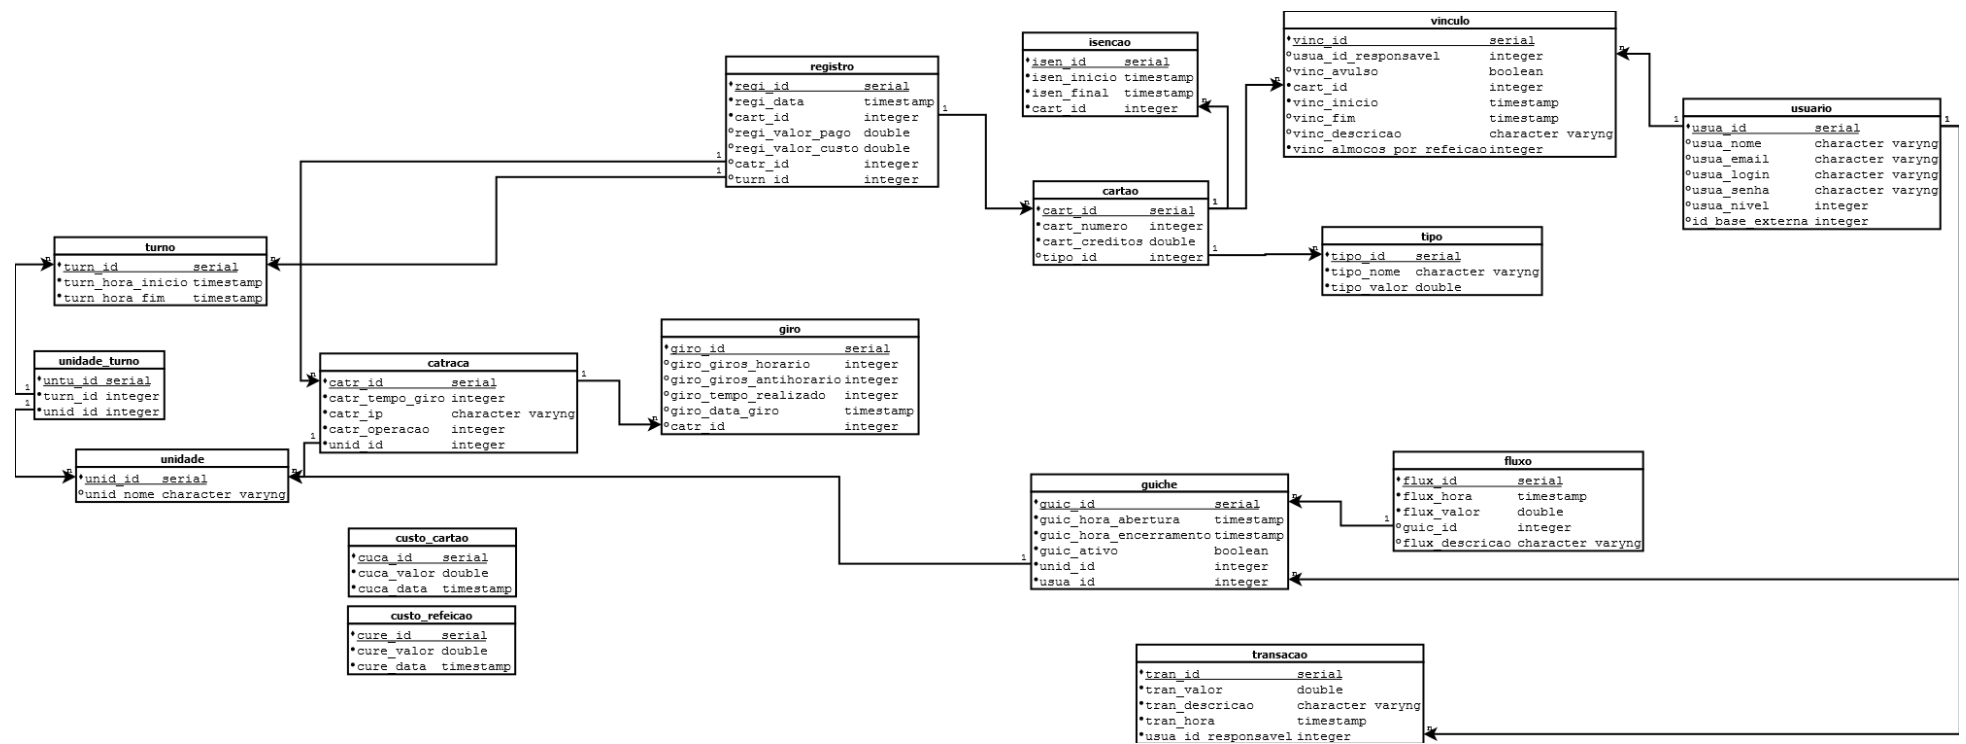 vinculo
vinc_id serial
usua_id_responsavel integer
vinc_avulso boolean
cart_id integer
vinc_inicio timestamp
vinc_fim timestamp
vinc_descricao character varyng
vinc_almocos_por_refeicao integer
isencao
isen_id serial
isen_inicio timestamp
isen_final timestamp
cart_id integer
registro
regi_id serial
regi_data timestamp
cart_id integer
regi_valor_pago double
regi_valor_custo double
catr_id integer
turn_id integer
usuario
usua_id serial
usua_nome character varyng
usua_email character varyng
usua_login character varyng
usua_senha character varyng
usua_nivel integer
id_base_externa integer
cartao
cart_id serial
cart_numero integer
cart_creditos double
tipo_id integer
tipo
tipo_id serial
tipo_nome character varyng
tipo_valor double
turno
turn_id serial
turn_hora_inicio timestamp
turn_hora_fim timestamp
giro
giro_id serial
giro_giros_horario integer
giro_giros_antihorario integer
giro_tempo_realizado integer
giro_data_giro timestamp
catr_id integer
unidade_turno
untu_id serial
turn_id integer
unid_id integer
catraca
catr_id serial
catr_tempo_giro integer
catr_ip character varyng
catr_operacao integer
unid_id integer
unidade
unid_id serial
unid_nome character varyng
fluxo
flux_id serial
flux_hora timestamp
flux_valor double
guic_id integer
flux_descricao character varyng
guiche
guic_id serial
guic_hora_abertura timestamp
guic_hora_encerramento timestamp
guic_ativo boolean
unid_id integer
usua_id integer
custo_cartao
cuca_id serial
cuca_valor double
cuca_data timestamp
custo_refeicao
cure_id serial
cure_valor double
cure_data timestamp
transacao
tran_id serial
tran_valor double
tran_descricao character varyng
tran_hora timestamp
usua_id_responsavel integer